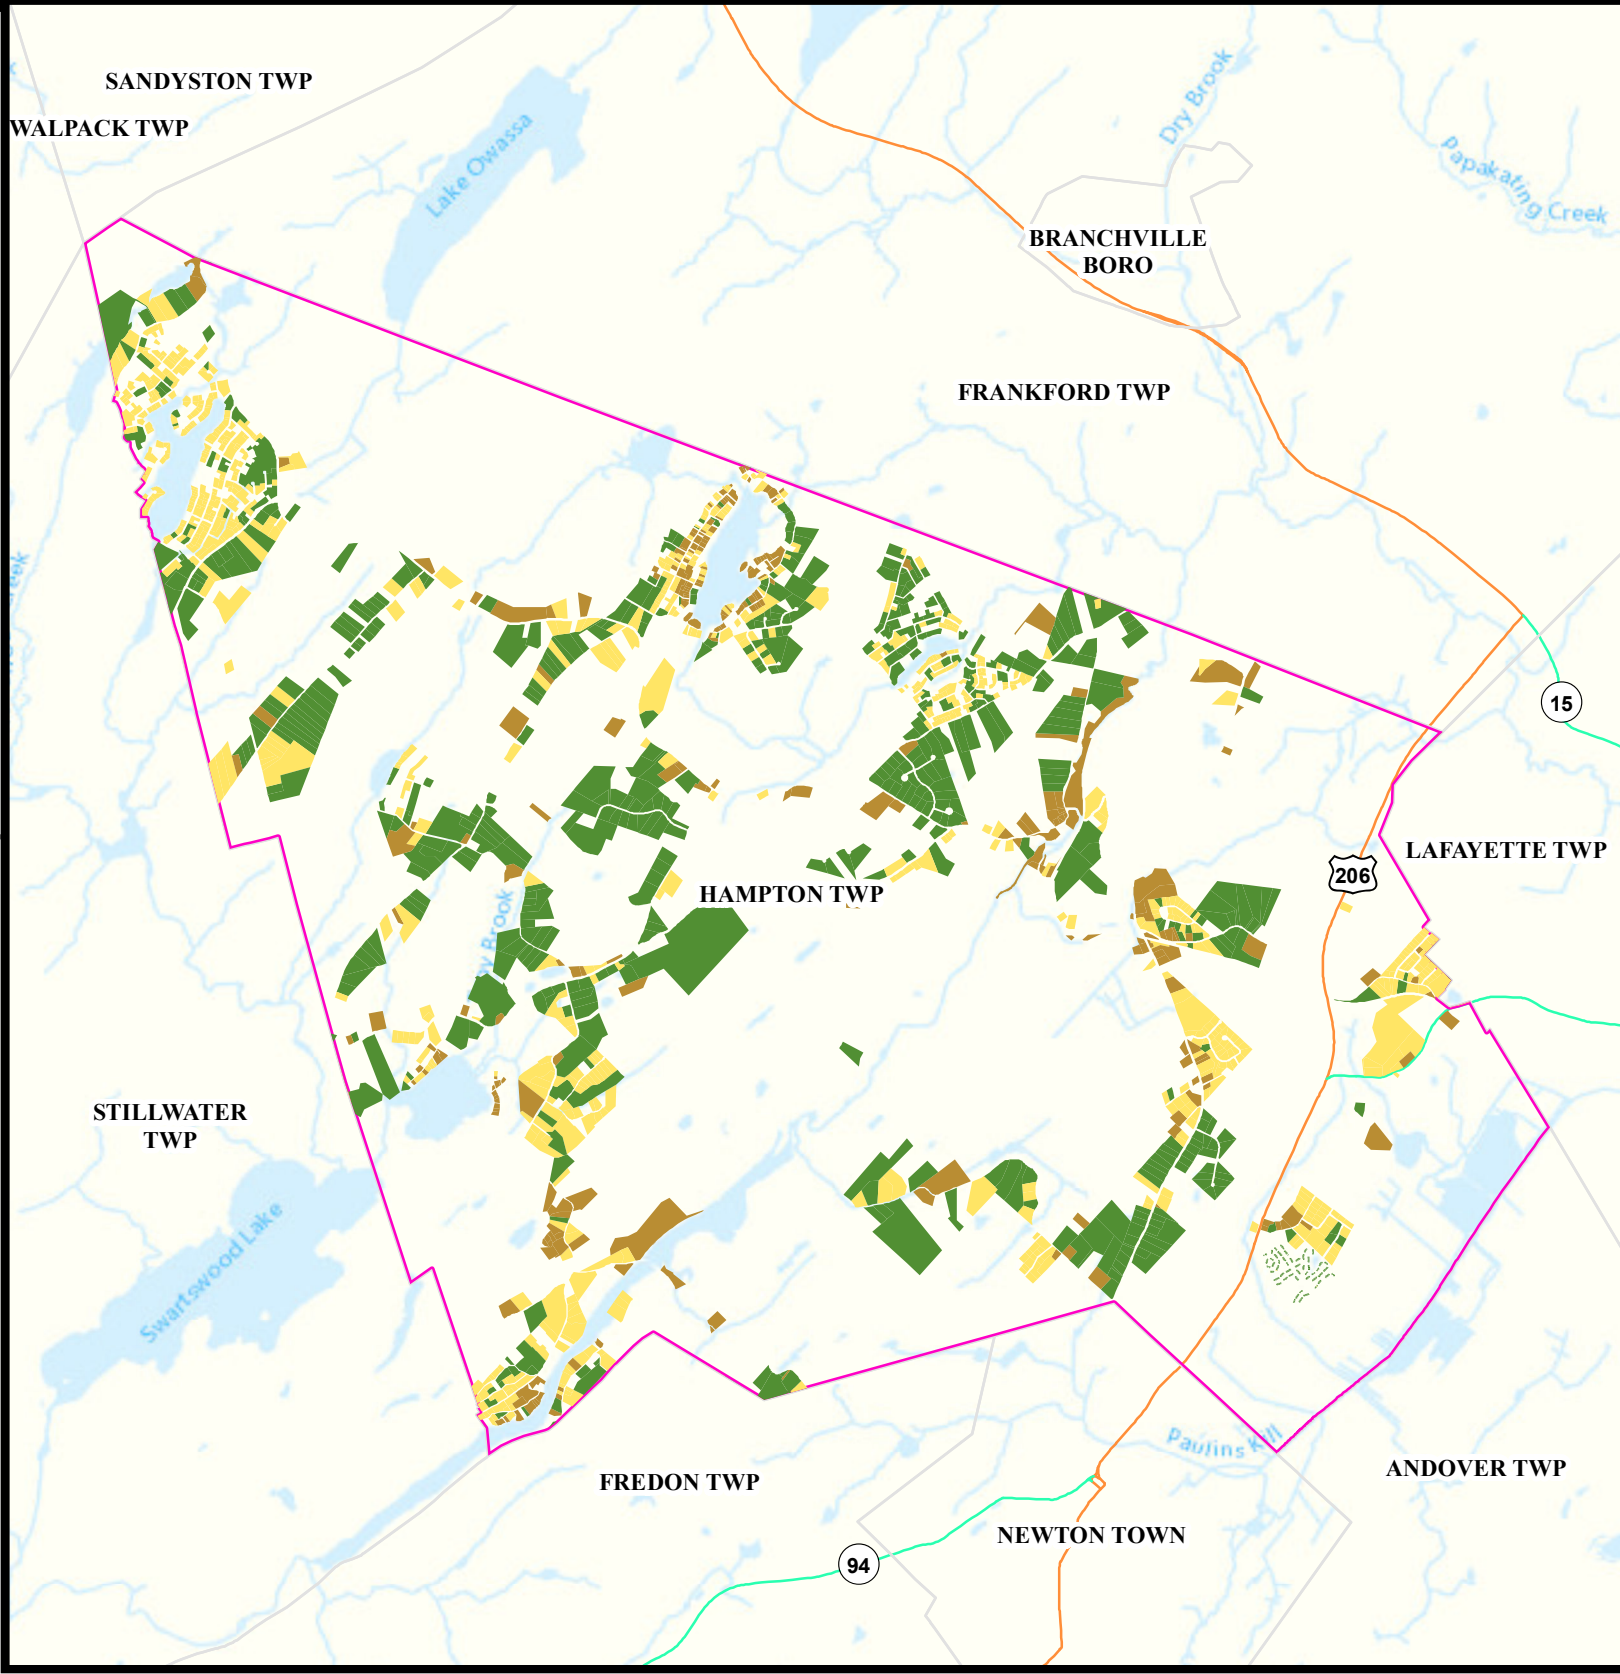 SANDYSTON TWP
WALPACK TWP
Lake Owassa
Dry Brook
Papakating Creek
BRANCHVILLE
BORO
FRANKFORD TWP
15
LAFAYETTE TWP
206
HAMPTON TWP
Brook
STILLWATER
TWP
Swartswood Lake
Paulins Kill
FREDON TWP
ANDOVER TWP
NEWTON TOWN
94